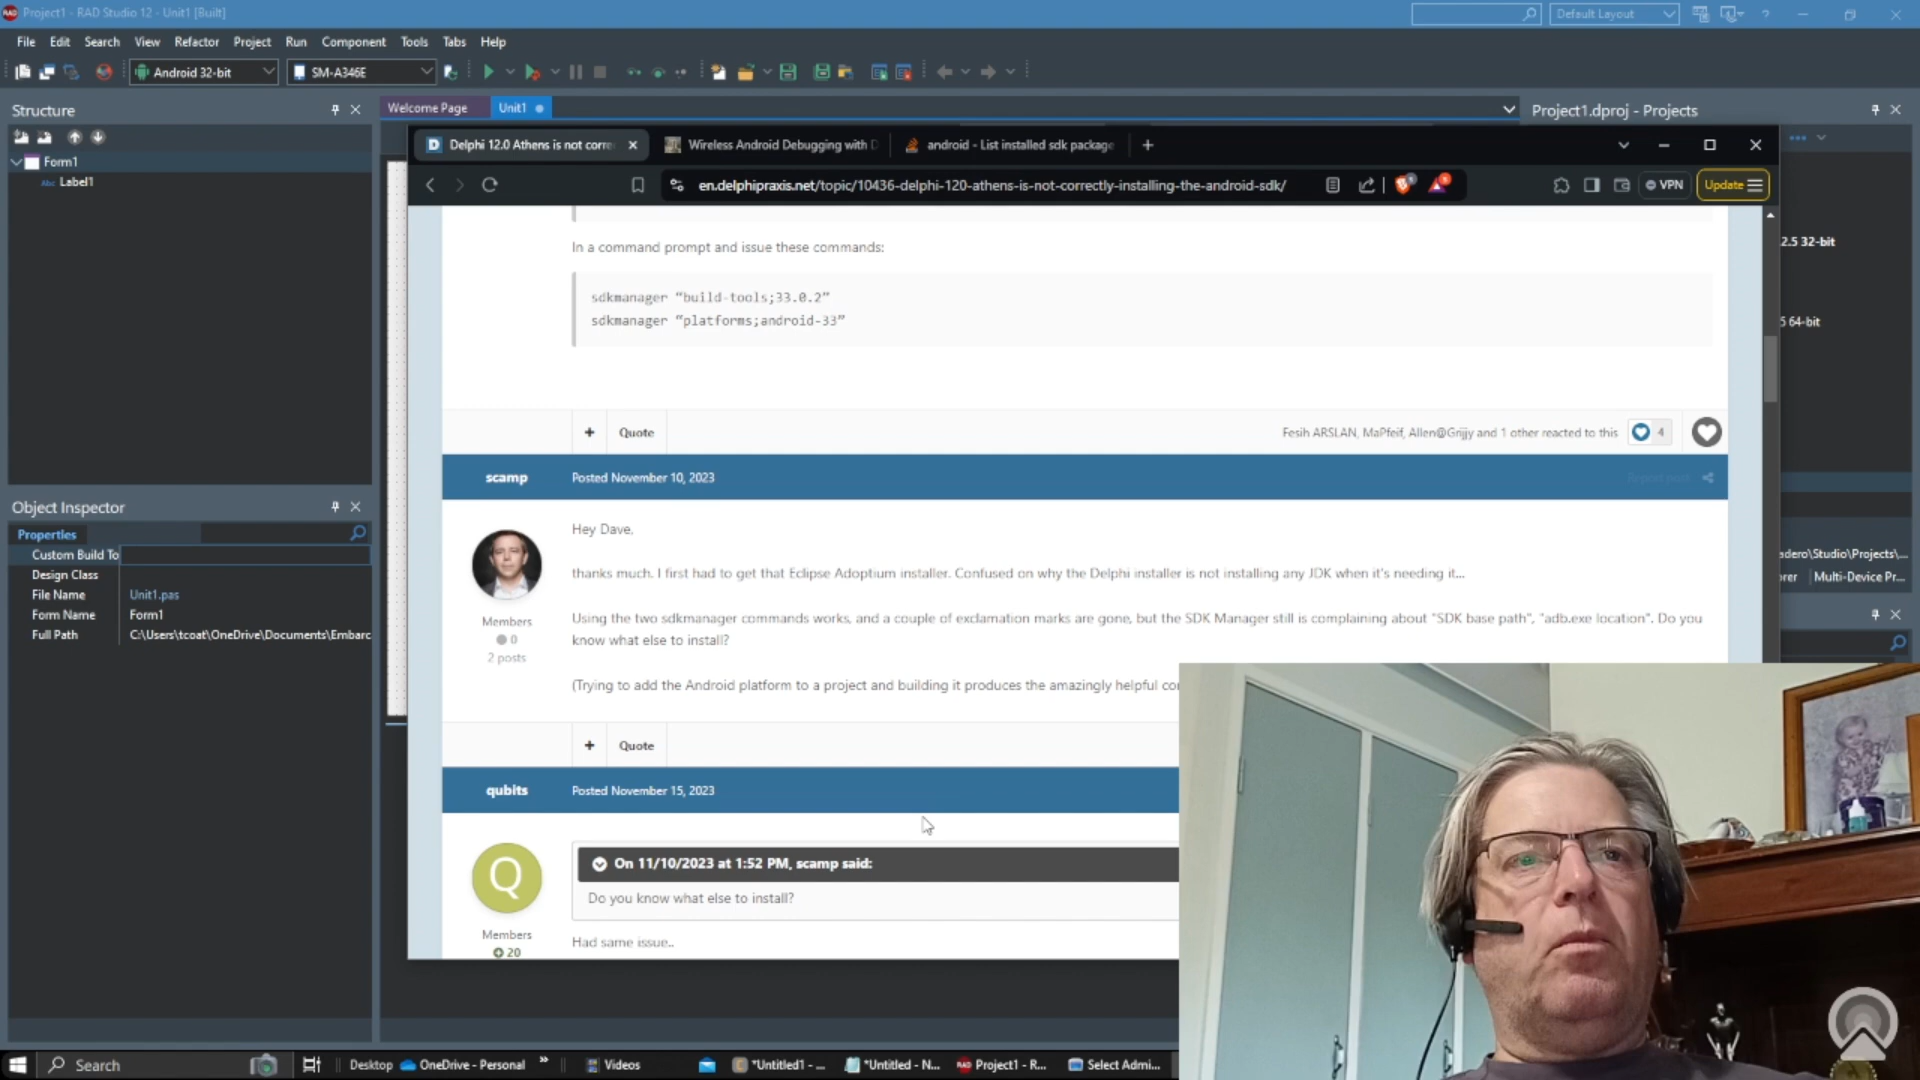 Project1 - RAD Studio 12 - Unit1 [Built]
Default Layout
File Edit Search View Refactor Project Run Component Tools Tabs Help
Android 32-bit
SM-A346E
Structure
Welcome Page
Unit1
Project1.dproj - Projects
Form1
Label1
Delphi 12.0 Athens is not corre
Wireless Android Debugging with D
android - List installed sdk package
en.delphipraxis.net/topic/10436-delphi-120-athens-is-not-correctly-installing-the-android-sdk/
VPN
Update
2.5 32-bit
5 64-bit
In a command prompt and issue these commands:
sdkmanager “build-tools;33.0.2”
sdkmanager “platforms;android-33”
+ Quote
Fesih ARSLAN, MaPfeif, Allen@Grijjy and 1 other reacted to this
4
scamp
Posted November 10, 2023
Report post
Members
0
2 posts
Hey Dave,
thanks much. I first had to get that Eclipse Adoptium installer. Confused on why the Delphi installer is not installing any JDK when it's needing it...
Using the two sdkmanager commands works, and a couple of exclamation marks are gone, but the SDK Manager still is complaining about "SDK base path", "adb.exe location". Do you
know what else to install?
(Trying to add the Android platform to a project and building it produces the amazingly helpful
+ Quote
qubits
Posted November 15, 2023
Q
Members
20
On 11/10/2023 at 1:52 PM, scamp said:
Do you know what else to install?
Had same issue..
Object Inspector
Properties
Custom Build To
Design Class
File Name Unit1.pas
Form Name Form1
Full Path C:\Users\tcoat\OneDrive\Documents\Embarc
adero\Studio\Projects\...
orer Multi-Device Pr...
Search
Desktop
OneDrive - Personal
Videos
*Untitled1 - ...
*Untitled - N...
Project1 - R...
Select Admi...